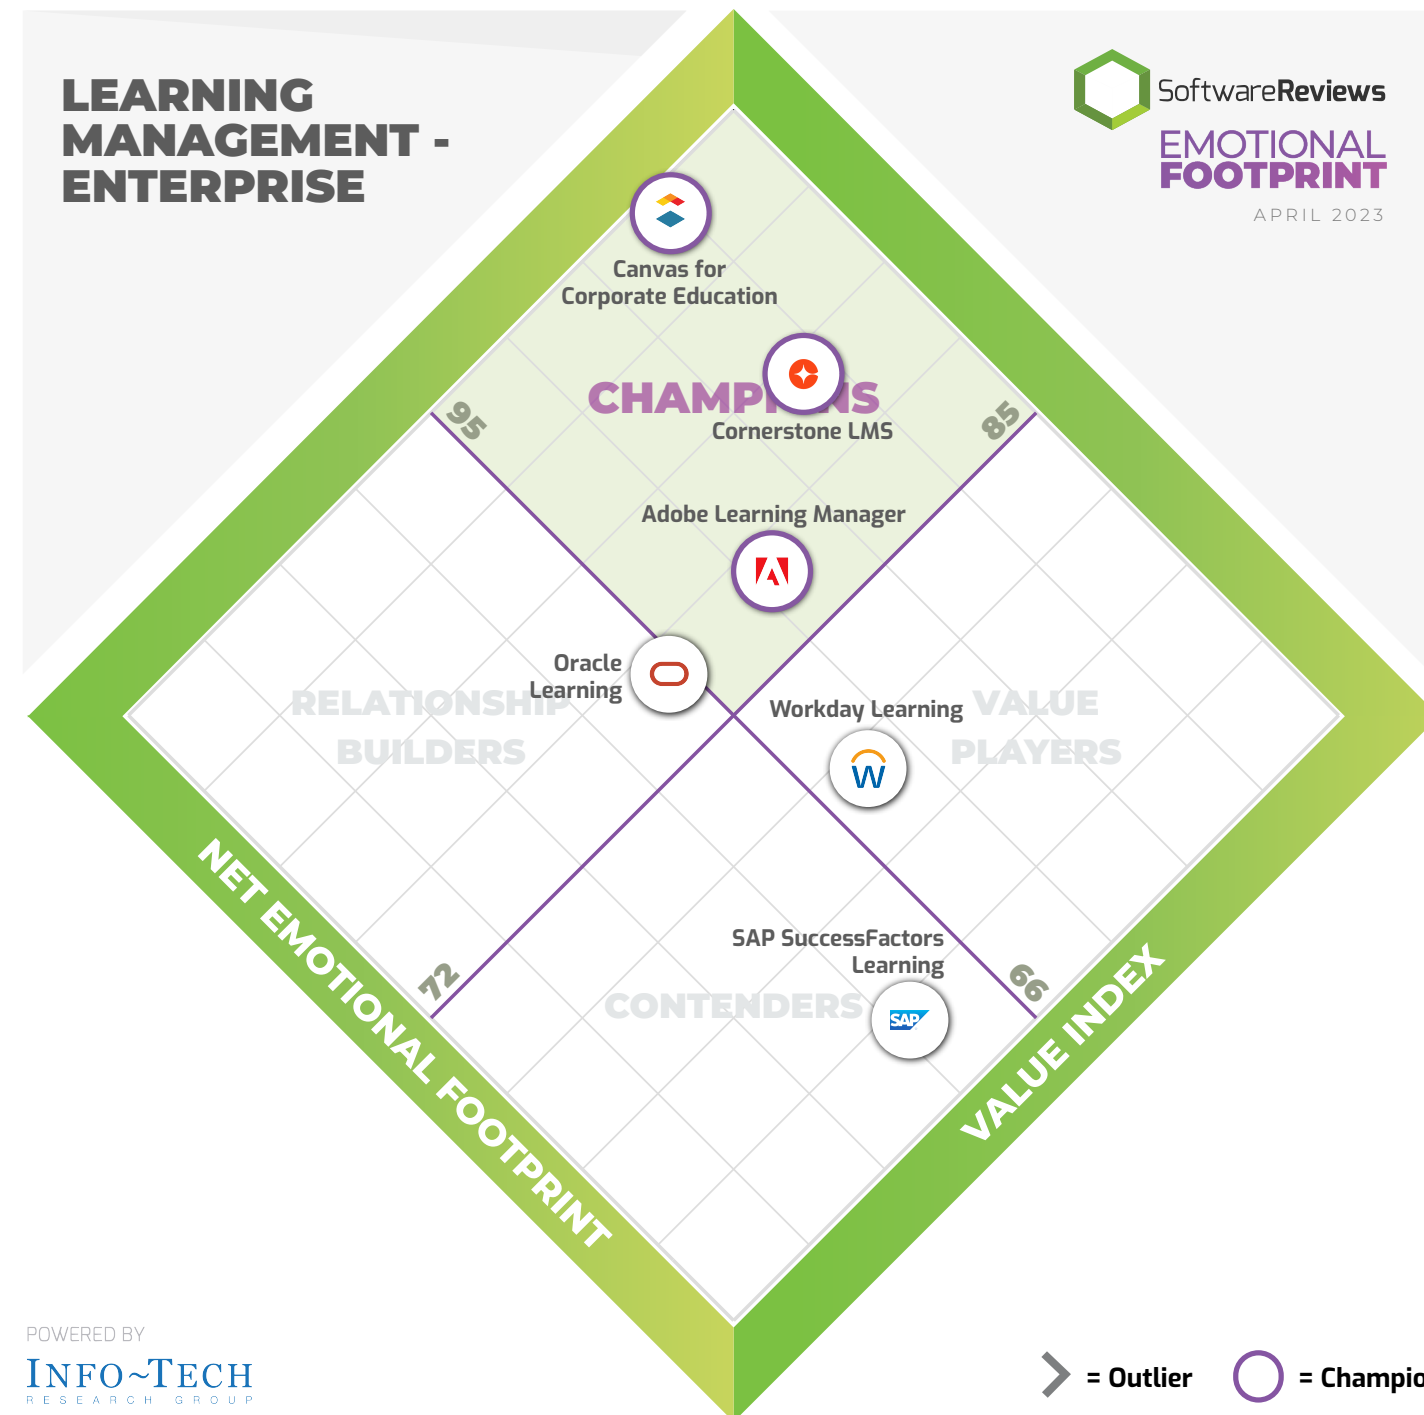 LEARNING
MANAGEMENT -
ENTERPRISE
SoftwareReviews
EMOTIONAL
FOOTPRINT
APRIL 2023
Canvas for
Corporate Education
CHAMPIONS
Cornerstone LMS
95
85
Adobe Learning Manager
Oracle
Learning
RELATIONSHIP
BUILDERS
Workday Learning
W
VALUE
PLAYERS
SAP SuccessFactors
Learning
SAP
CONTENDERS
72
66
NET EMOTIONAL FOOTPRINT
VALUE INDEX
POWERED BY
INFO~TECH
RESEARCH GROUP
= Outlier
= Champio